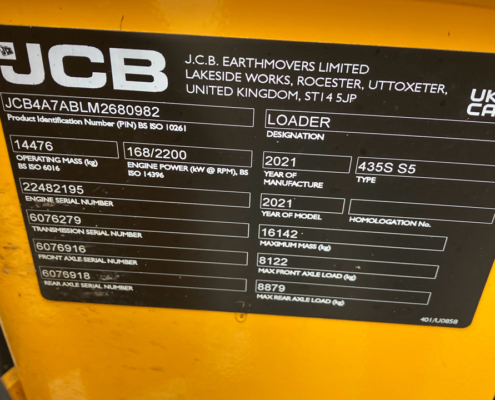 JCB
J.C.B. EARTHMOVERS LIMITED
LAKESIDE WORKS, ROCESTER, UTTOXETER,
UNITED KINGDOM, ST14 5JP
UK
CA
JCB4A7ABLM2680982
Product Identification Number (PIN) BS ISO 10261
LOADER
DESIGNATION
14476
OPERATING MASS (kg)
BS ISO 6016
168/2200
ENGINE POWER (kW @ RPM), BS
ISO 14396
2021
YEAR OF
MANUFACTURE
435S S5
TYPE
22482195
ENGINE SERIAL NUMBER
2021
YEAR OF MODEL
HOMOLOGATION No.
6076279
TRANSMISSION SERIAL NUMBER
16142
MAXIMUM MASS (kg)
6076916
FRONT AXLE SERIAL NUMBER
8122
MAX FRONT AXLE LOAD (kg)
6076918
REAR AXLE SERIAL NUMBER
8879
MAX REAR AXLE LOAD (kg)
401/U0858